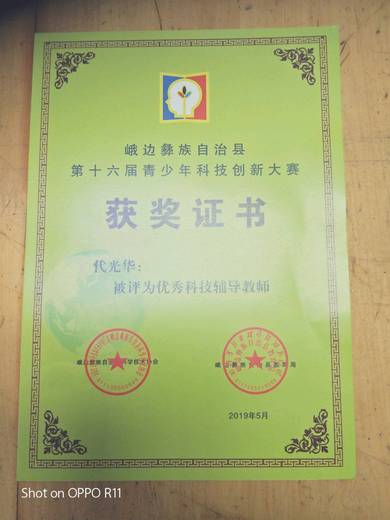 峨边彝族自治县
第十六届青少年科技创新大赛
获奖证书
代光华：
被评为优秀科技辅导教师
2019年5月
Shot on OPPO R11